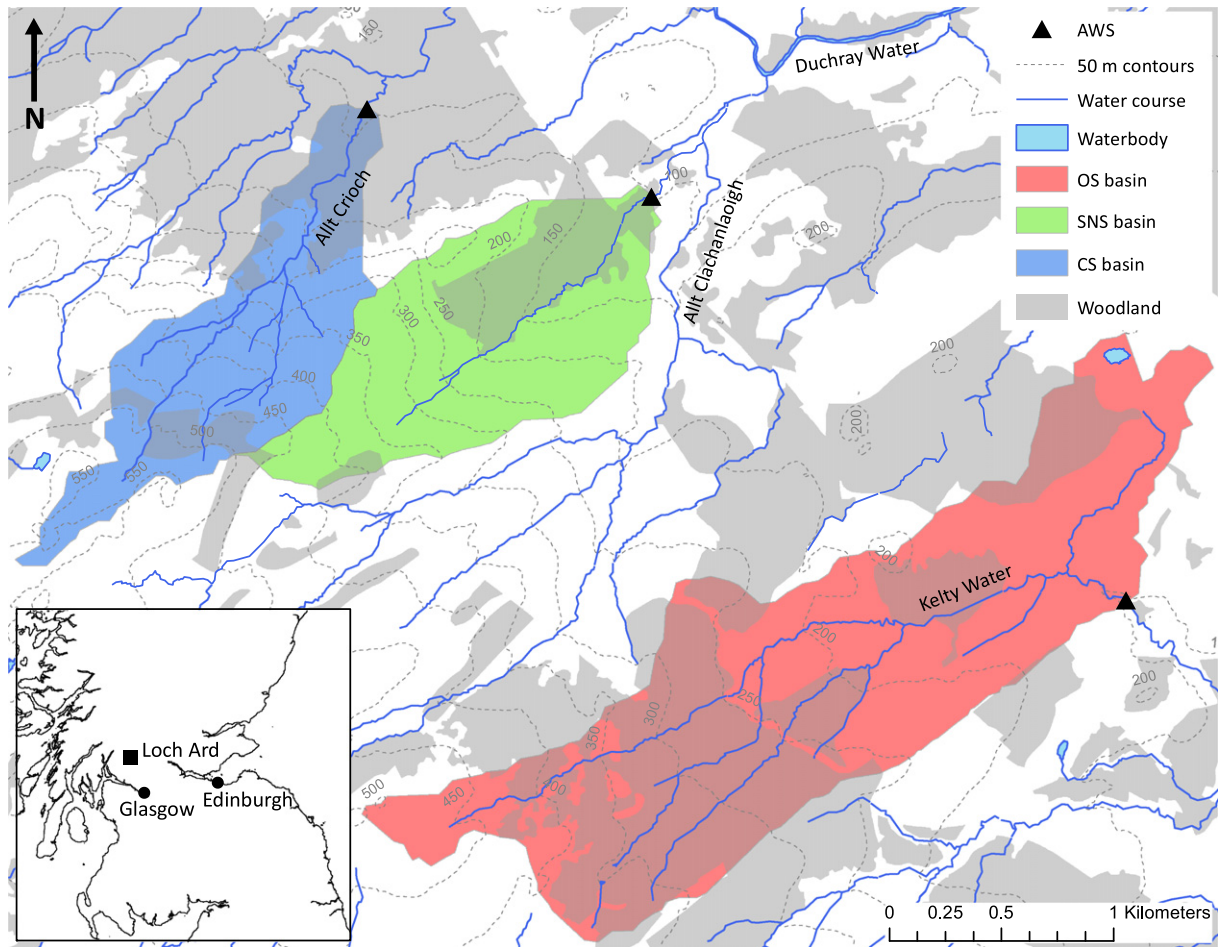 N
160
Duchray Water
AWS
50 m contours
Water course
Waterbody
OS basin
SNS basin
CS basin
Woodland
Allt Crioch
100
Allt Clachanlaoigh
200
150
200
250
300
350
400
450
500
550
550
200
200
200
Kelty Water
200
200
250
300
350
400
450
500
Loch Ard
Glasgow
Edinburgh
0 0.25 0.5 1 Kilometers